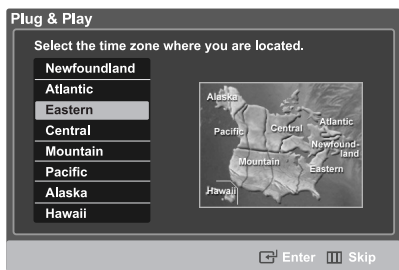 Plug & Play
Select the time zone where you are located.
Newfoundland
Atlantic
Eastern
Central
Mountain
Pacific
Alaska
Hawaii
Alaska
Pacific
Central
Atlantic
Newfound-
land
Mountain
Eastern
Hawaii
Enter
Skip